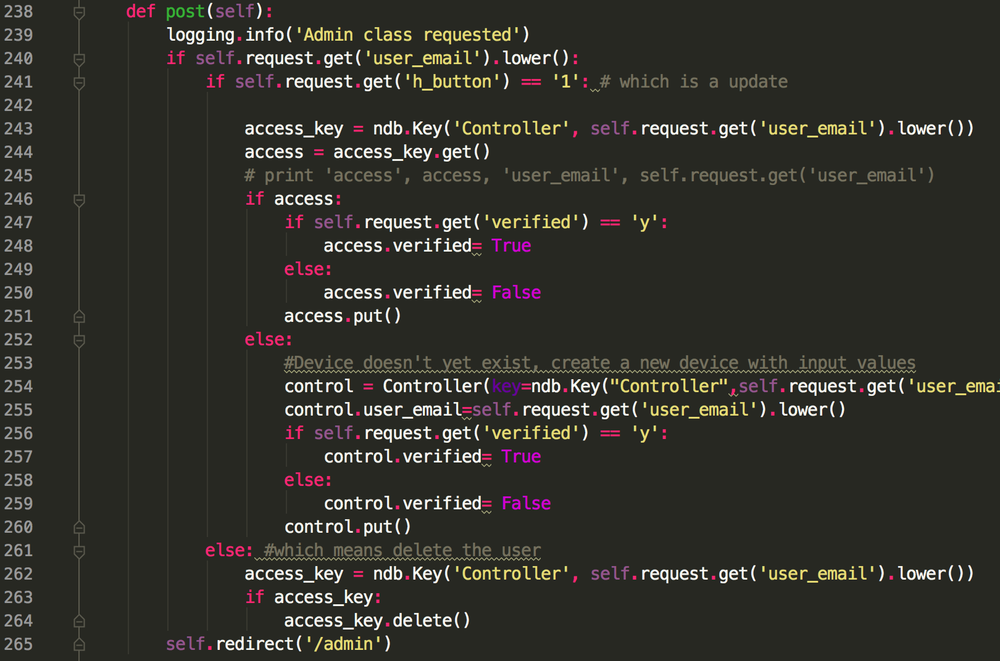 238 def post(self):
239 logging.info('Admin class requested')
240 if self.request.get('user_email').lower():
241 if self.request.get('h_button') == '1': # which is a update
242
243 access_key = ndb.Key('Controller', self.request.get('user_email').lower())
244 access = access_key.get()
245 # print 'access', access, 'user_email', self.request.get('user_email')
246 if access:
247 if self.request.get('verified') == 'y':
248 access.verified= True
249 else:
250 access.verified= False
251 access.put()
252 else:
253 #Device doesn't yet exist, create a new device with input values
254 control = Controller(key=ndb.Key("Controller",self.request.get('user_emai
255 control.user_email=self.request.get('user_email').lower()
256 if self.request.get('verified') == 'y':
257 control.verified= True
258 else:
259 control.verified= False
260 control.put()
261 else: #which means delete the user
262 access_key = ndb.Key('Controller', self.request.get('user_email').lower())
263 if access_key:
264 access_key.delete()
265 self.redirect('/admin')